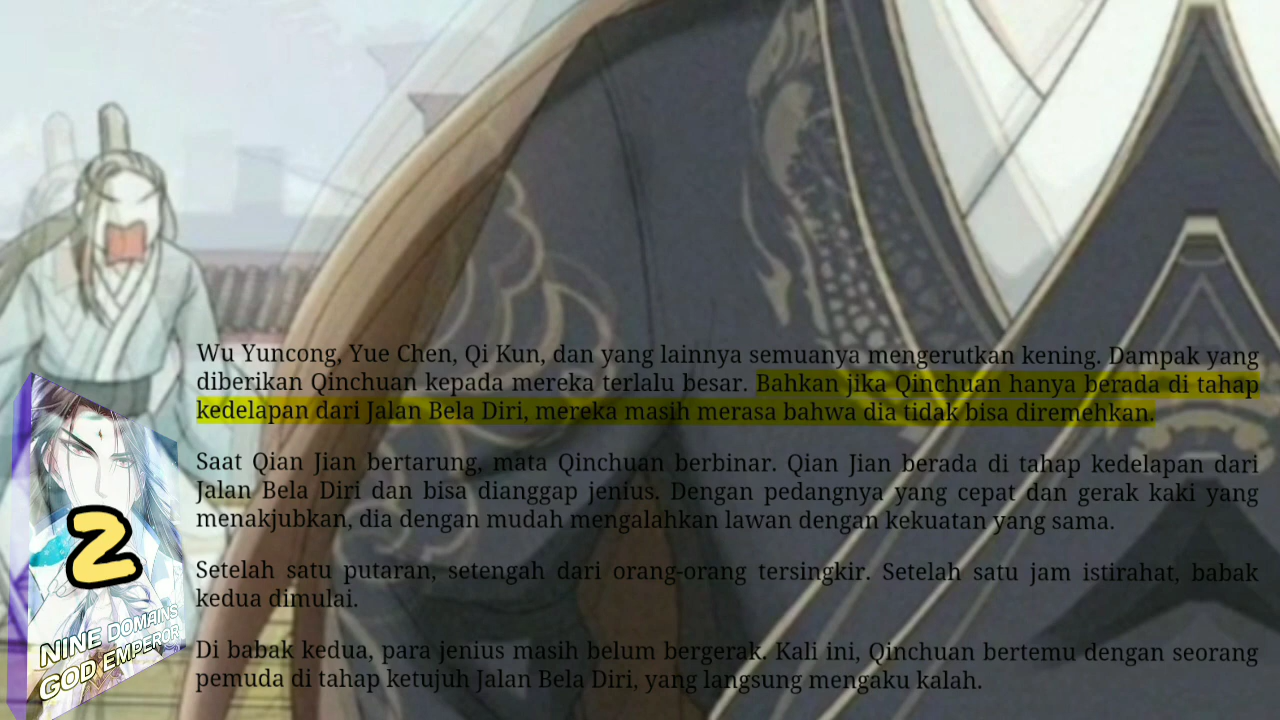 Wu Yuncong, Yue Chen, Qi Kun, dan yang lainnya semuanya mengerutkan kening. Dampak yang
diberikan Qinchuan kepada mereka terlalu besar. Bahkan jika Qinchuan hanya berada di tahap
kedelapan dari Jalan Bela Diri, mereka masih merasa bahwa dia tidak bisa diremehkan.
Saat Qian Jian bertarung, mata Qinchuan berbinar. Qian Jian berada di tahap kedelapan dari
Jalan Bela Diri dan bisa dianggap jenius. Dengan pedangnya yang cepat dan gerak kaki yang
menakjubkan, dia dengan mudah mengalahkan lawan dengan kekuatan yang sama.
Setelah satu putaran, setengah dari orang-orang tersingkir. Setelah satu jam istirahat, babak
kedua dimulai.
Di babak kedua, para jenius masih belum bergerak. Kali ini, Qinchuan bertemu dengan seorang
pemuda di tahap ketujuh Jalan Bela Diri, yang langsung mengaku kalah.
2
NINE DOMAINS
GOD EMPEROR